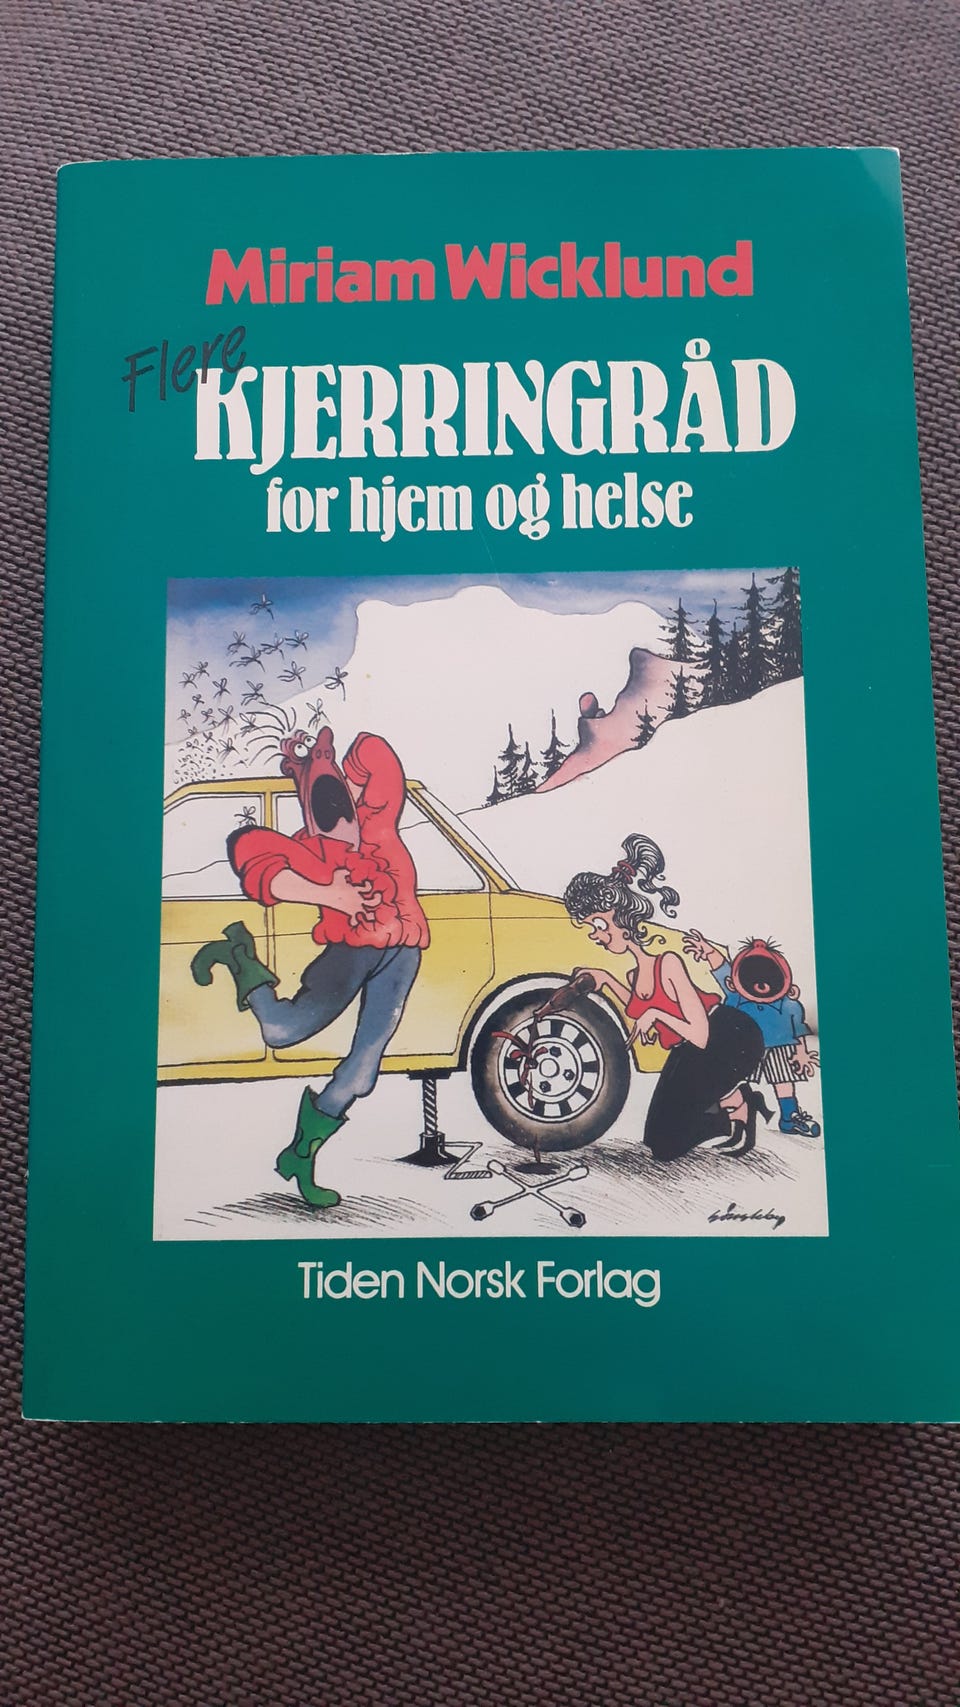 Miriam Wicklund
Flere
KJERRINGRÅD
for hjem og helse
Tiden Norsk Forlag